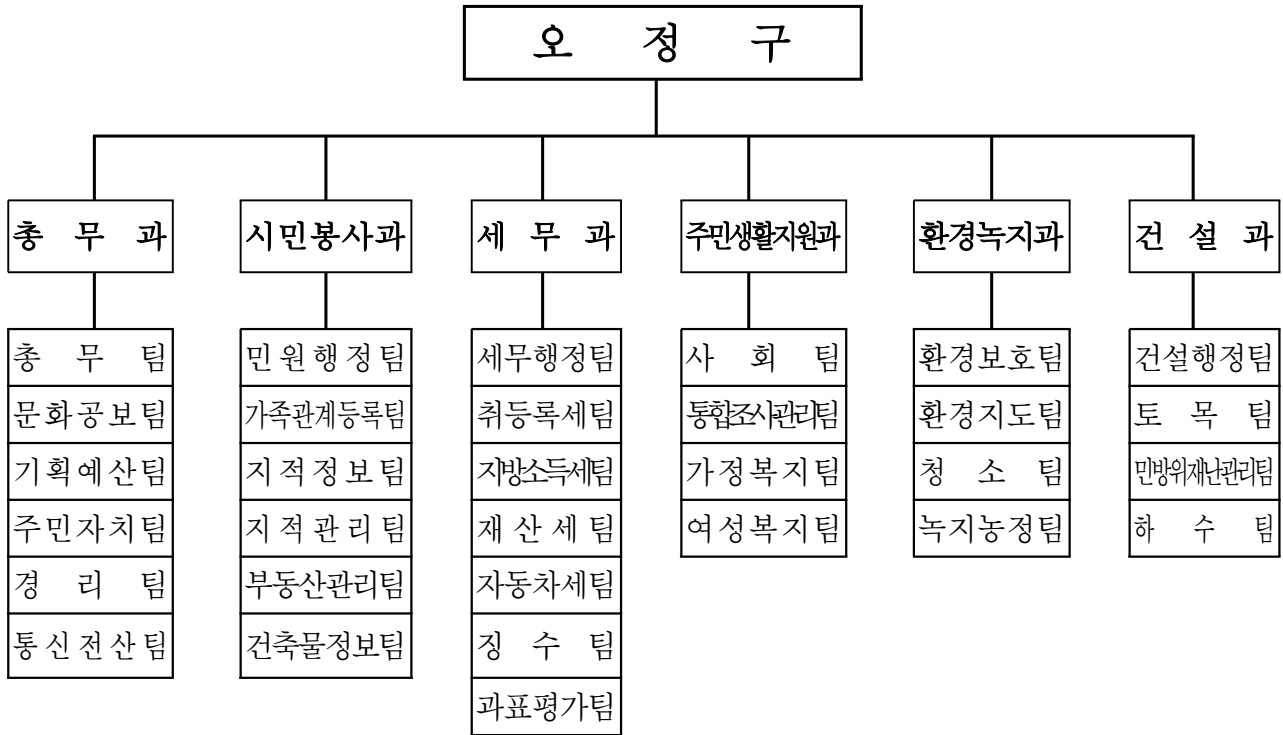 오 정 구
총 무 과
시민봉사과
세 무 과
주민생활지원과
환경녹지과
건 설 과
총 무 팀
문화공보팀
기획예산팀
주민자치팀
경 리 팀
통신전산팀
민원행정팀
가족관계등록팀
지적정보팀
지적관리팀
부동산관리팀
건축물정보팀
세무행정팀
취등록세팀
지방소득세팀
재산세팀
자동차세팀
징 수 팀
과표평가팀
사 회 팀
통합조사관리팀
가정복지팀
여성복지팀
환경보호팀
환경지도팀
청 소 팀
녹지농정팀
건설행정팀
토 목 팀
민방위재난관리팀
하 수 팀